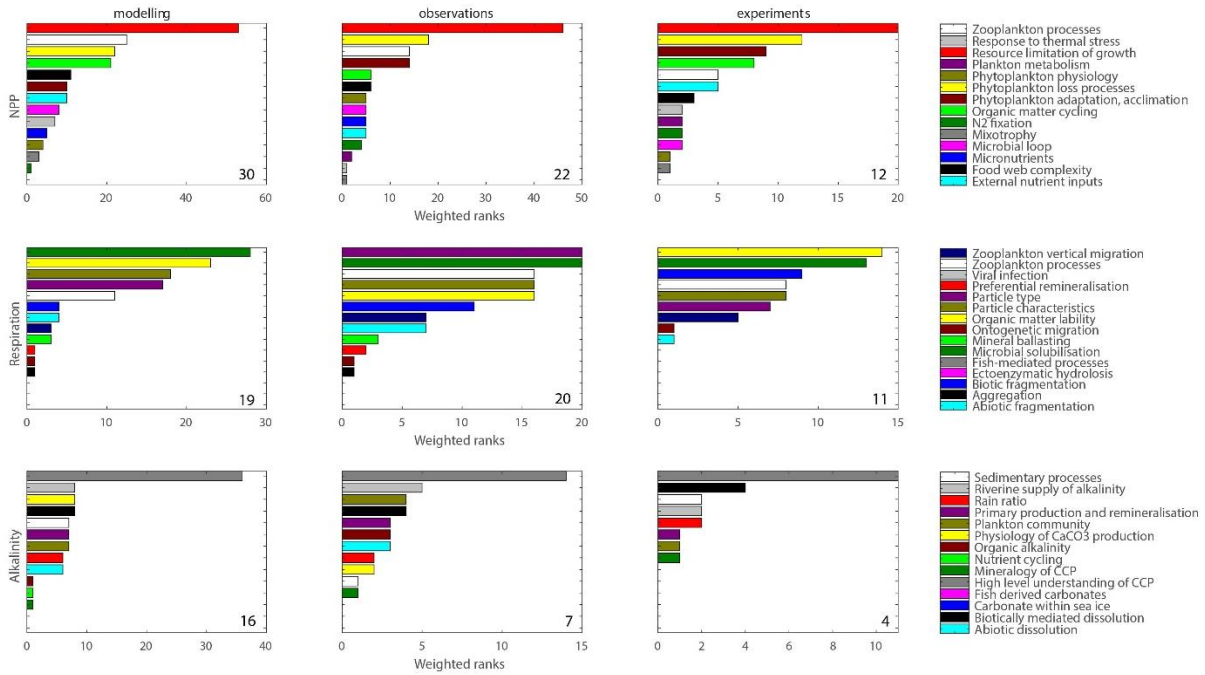 modelling
observations
experiments
NPP
30
0 10 20 30 40 50 60
22
0 10 20 30 40 50
Weighted ranks
12
0 5 10 15 20
Zooplankton processes
Response to thermal stress
Resource limitation of growth
Plankton metabolism
Phytoplankton physiology
Phytoplankton loss processes
Phytoplankton adaptation, acclimation
Organic matter cycling
N2 fixation
Mixotrophy
Microbial loop
Micronutrients
Food web complexity
External nutrient inputs
Respiration
19
0 10 20 30
20
0 5 10 15 20
Weighted ranks
11
0 5 10 15
Zooplankton vertical migration
Zooplankton processes
Viral infection
Preferential remineralisation
Particle type
Particle characteristics
Organic matter lability
Ontogenetic migration
Mineral ballasting
Microbial solubilisation
Fish-mediated processes
Ectoenzymatic hydrolosis
Biotic fragmentation
Aggregation
Abiotic fragmentation
Alkalinity
16
0 10 20 30 40
7
0 5 10 15
Weighted ranks
4
0 2 4 6 8 10
Sedimentary processes
Riverine supply of alkalinity
Rain ratio
Primary production and remineralisation
Plankton community
Physiology of CaCO3 production
Organic alkalinity
Nutrient cycling
Mineralogy of CCP
High level understanding of CCP
Fish derived carbonates
Carbonate within sea ice
Biotically mediated dissolution
Abiotic dissolution